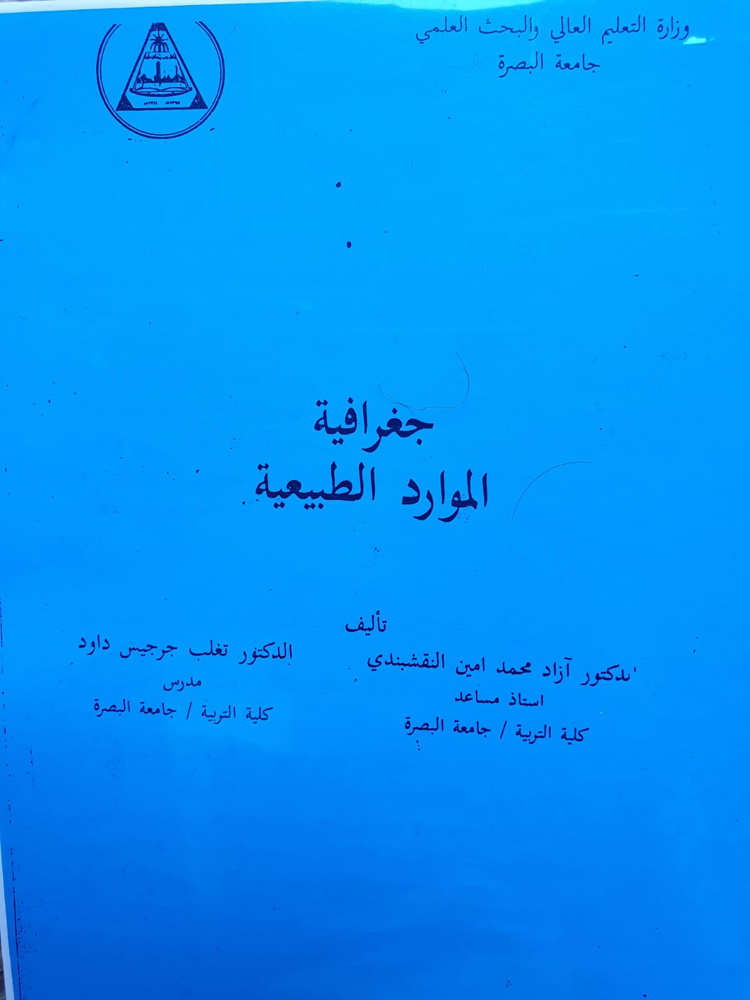 وزارة التعليم العالي والبحث العلمي
جامعة البصرة
جغرافية
الموارد الطبيعية
تأليف
الدكتور آزاد محمد امين النقشبندي
استاذ مساعد
كلية التربية / جامعة البصرة
الدكتور تغلب جرجيس داود
مدرس
كلية التربية / جامعة البصرة